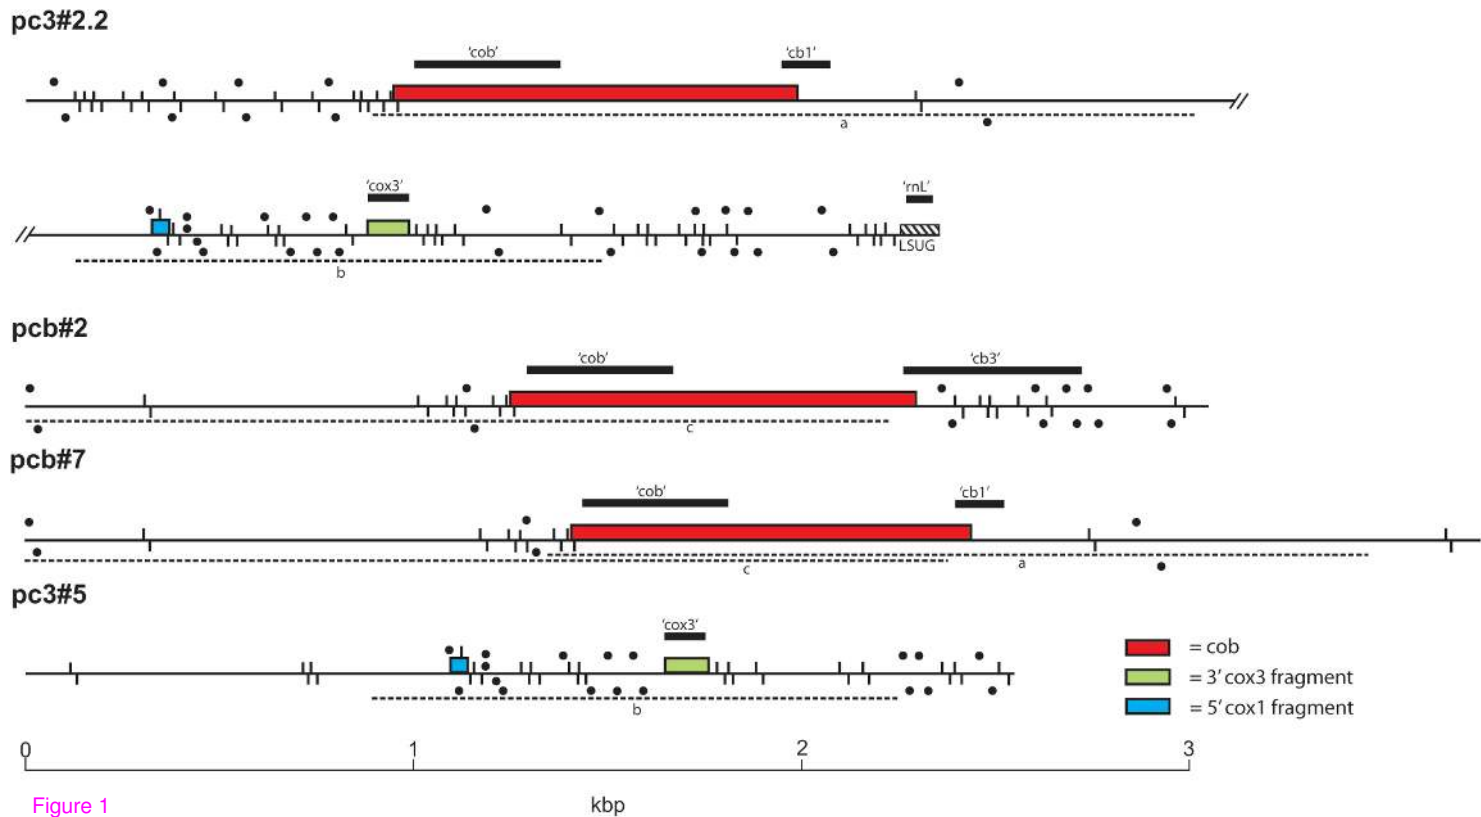 pc3#2.2
'cob' 'cb1'
a
'cox3' 'rnL'
LSUG
b
pcb#2
'cob' 'cb3'
c
pcb#7
'cob' 'cb1'
c a
pc3#5
'cox3'
b
= cob
= 3' cox3 fragment
= 5' cox1 fragment
0 1 2 3
Figure 1 kbp